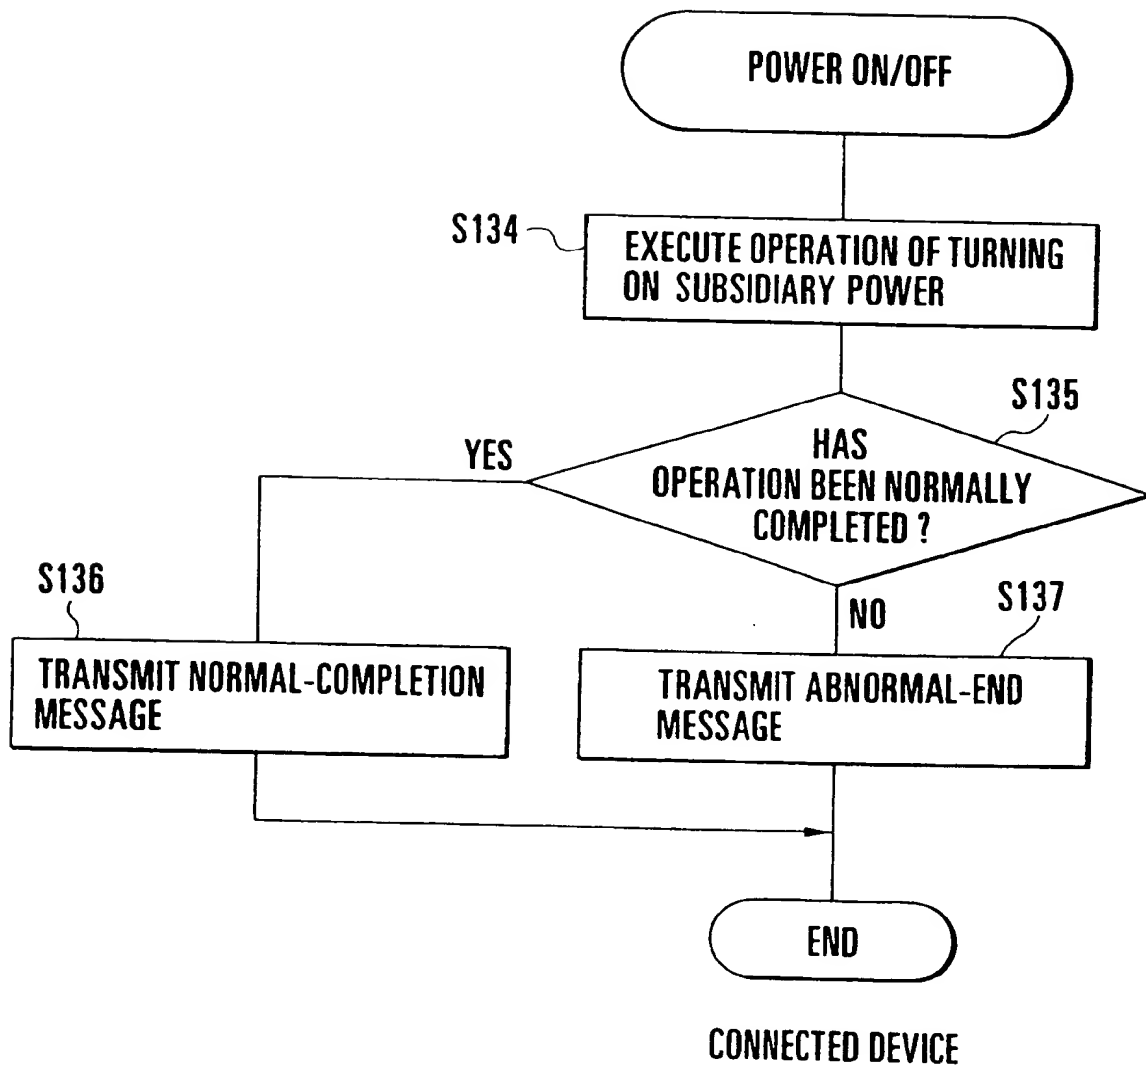 POWER ON/OFF
S134
EXECUTE OPERATION OF TURNING
ON SUBSIDIARY POWER
S135
YES
HAS
OPERATION BEEN NORMALLY
COMPLETED ?
S136
NO
S137
TRANSMIT NORMAL-COMPLETION
MESSAGE
TRANSMIT ABNORMAL-END
MESSAGE
END
CONNECTED DEVICE